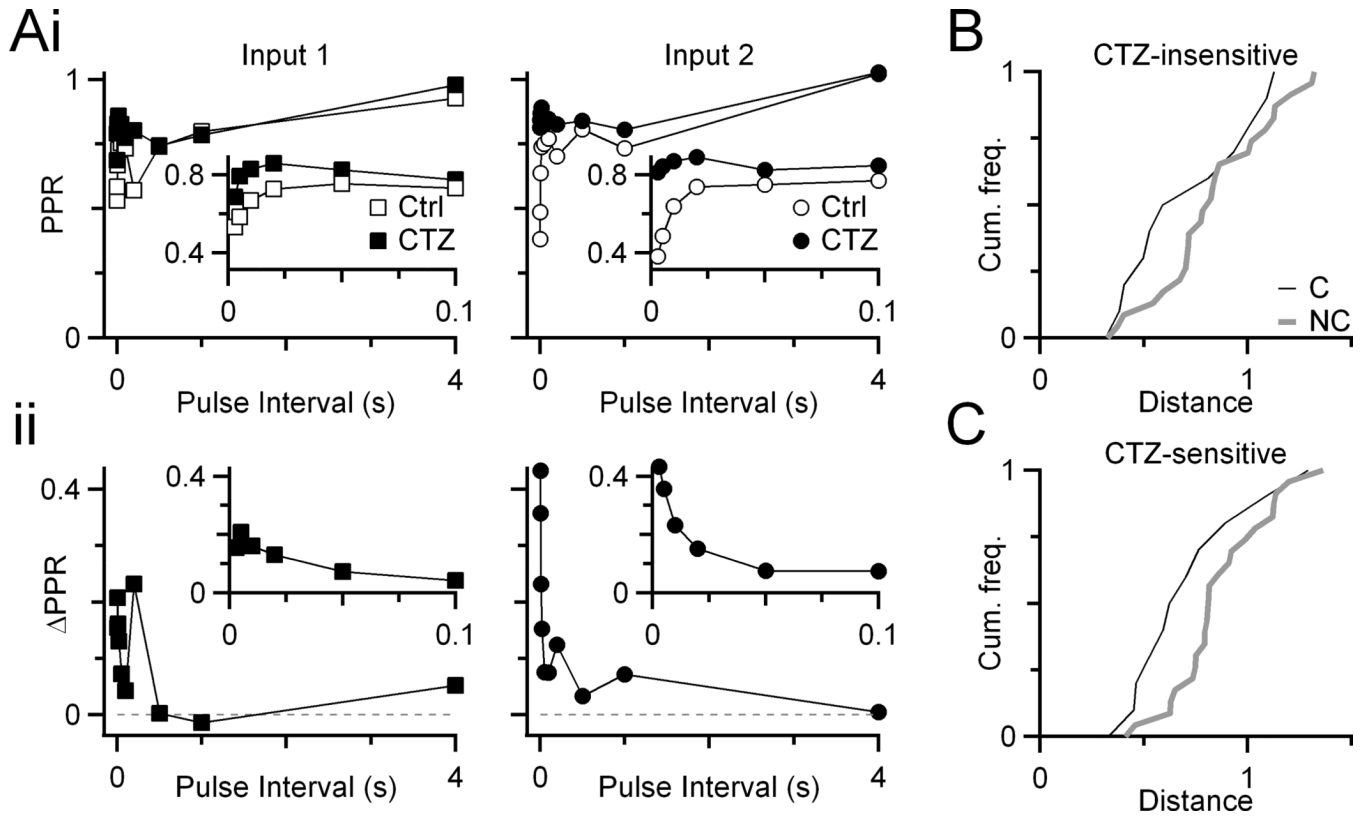 Ai
Input 1
Input 2
1
PPR
0.8
0.4
Ctrl
CTZ
0
0.1
0.8
0.4
Ctrl
CTZ
0
0.1
0
0
4
0
4
Pulse Interval (s)
Pulse Interval (s)
B
CTZ-insensitive
1
Cum. freq.
C
NC
0
0
1
Distance
ii
0.4
ΔPPR
0
0.4
0
0
0.1
0.4
0
0
0.1
0
4
0
4
Pulse Interval (s)
Pulse Interval (s)
C
CTZ-sensitive
1
Cum. freq.
0
0
1
Distance